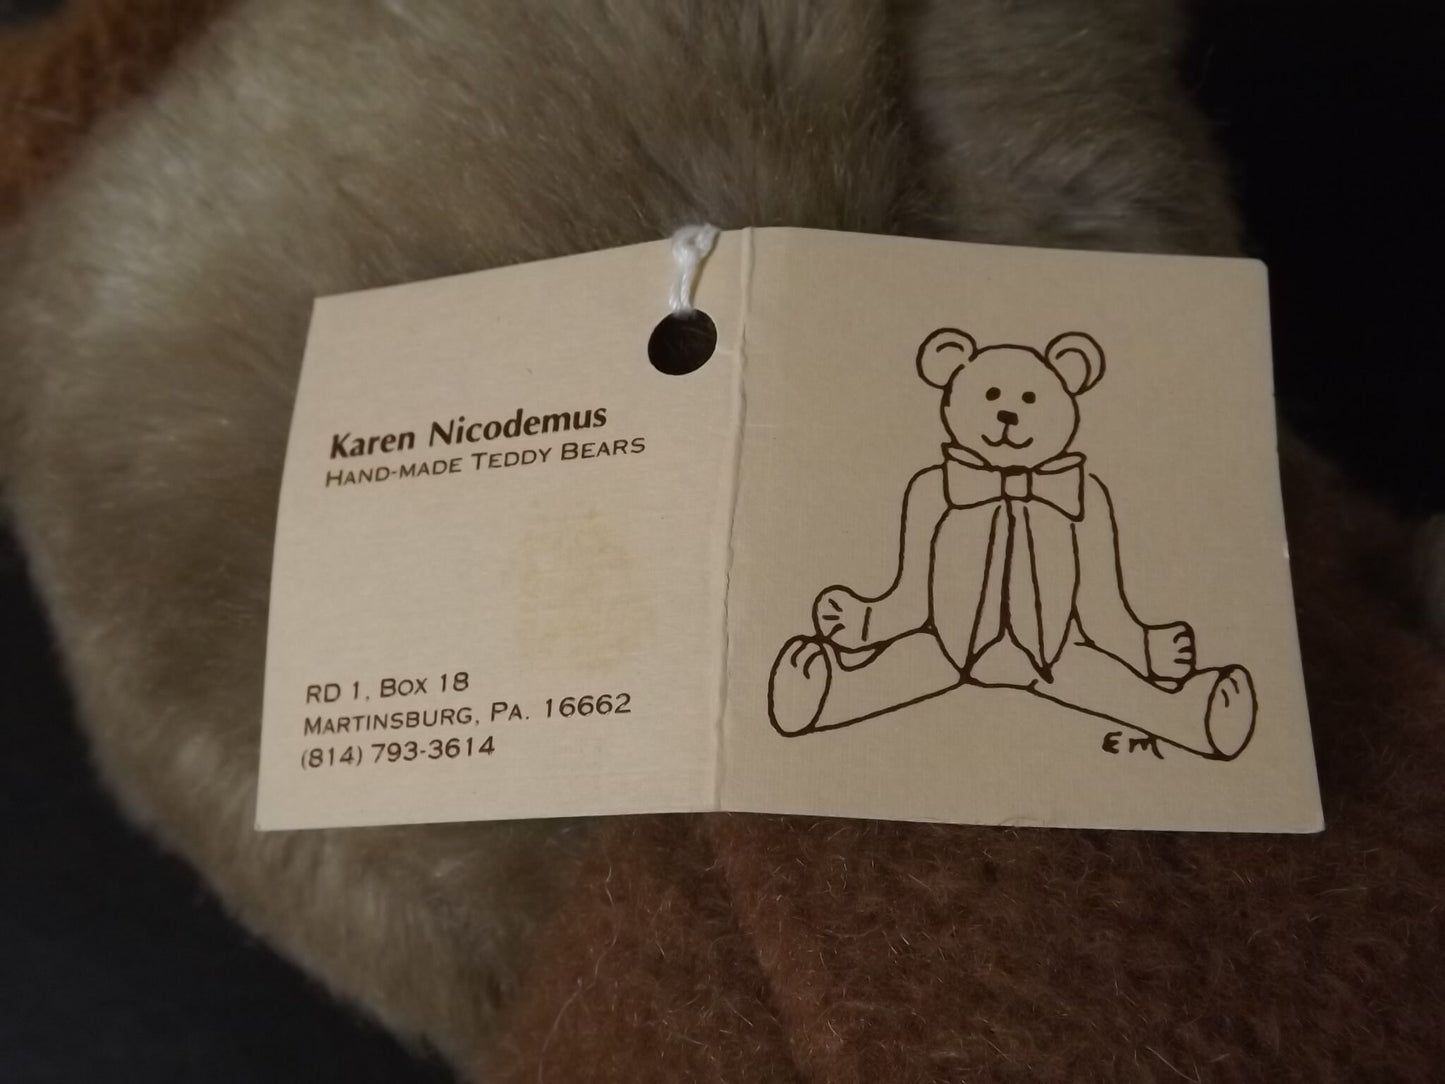 Karen Nicodemus
Hand-made Teddy Bears
RD 1, Box 18
Martinsburg, Pa. 16662
(814) 793-3614
EM